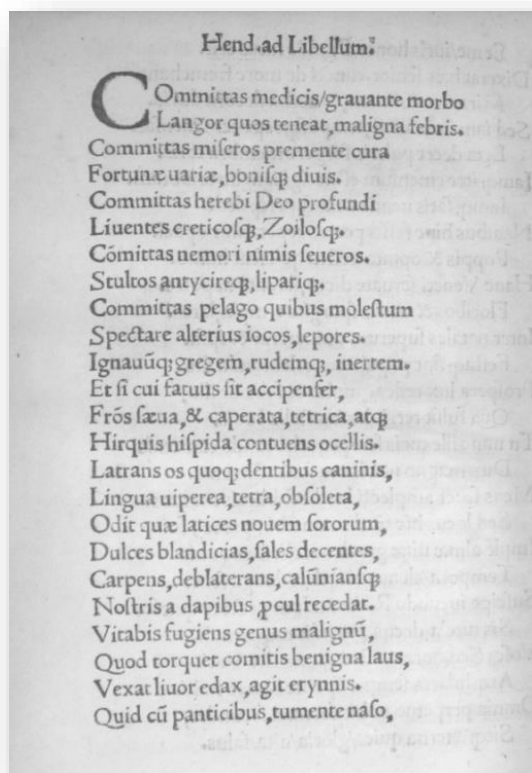 Hend. ad Libellum.
COmmittas medicis/grauante morbo
Langor quos teneat, maligna febris.
Committas miſeros premente cura
Fortunæ uariæ, boniſqꝫ diuis.
Committas herebi Deo profundi
Liuentes creticoſqꝫ, Zoiloſqꝫ.
Cōmittas nemori nimis ſeueros.
Stultos antycireqꝫ, lipariqꝫ.
Committas pelago quibus moleſtum
Spectare alterius iocos, lepores.
Ignauūqꝫ gregem, rudemqꝫ, inertem.
Et ſi cui fatuus ſit accipenſer,
Frōs ſæua, & caperata, tetrica, atqꝫ
Hirquis hiſpida contuens ocellis.
Latrans os quoqꝫ dentibus caninis,
Lingua uiperea, tetra, obſoleta,
Odit quæ latices nouem ſororum,
Dulces blandicias, ſales decentes,
Carpens, deblaterans, calūnianſqꝫ
Noſtris a dapibus ꝓcul recedat.
Vitabis fugiens genus malignū,
Quod torquet comitis benigna laus,
Vexat liuor edax, agit erynnis.
Quid cū panticibus, tumente naſo,